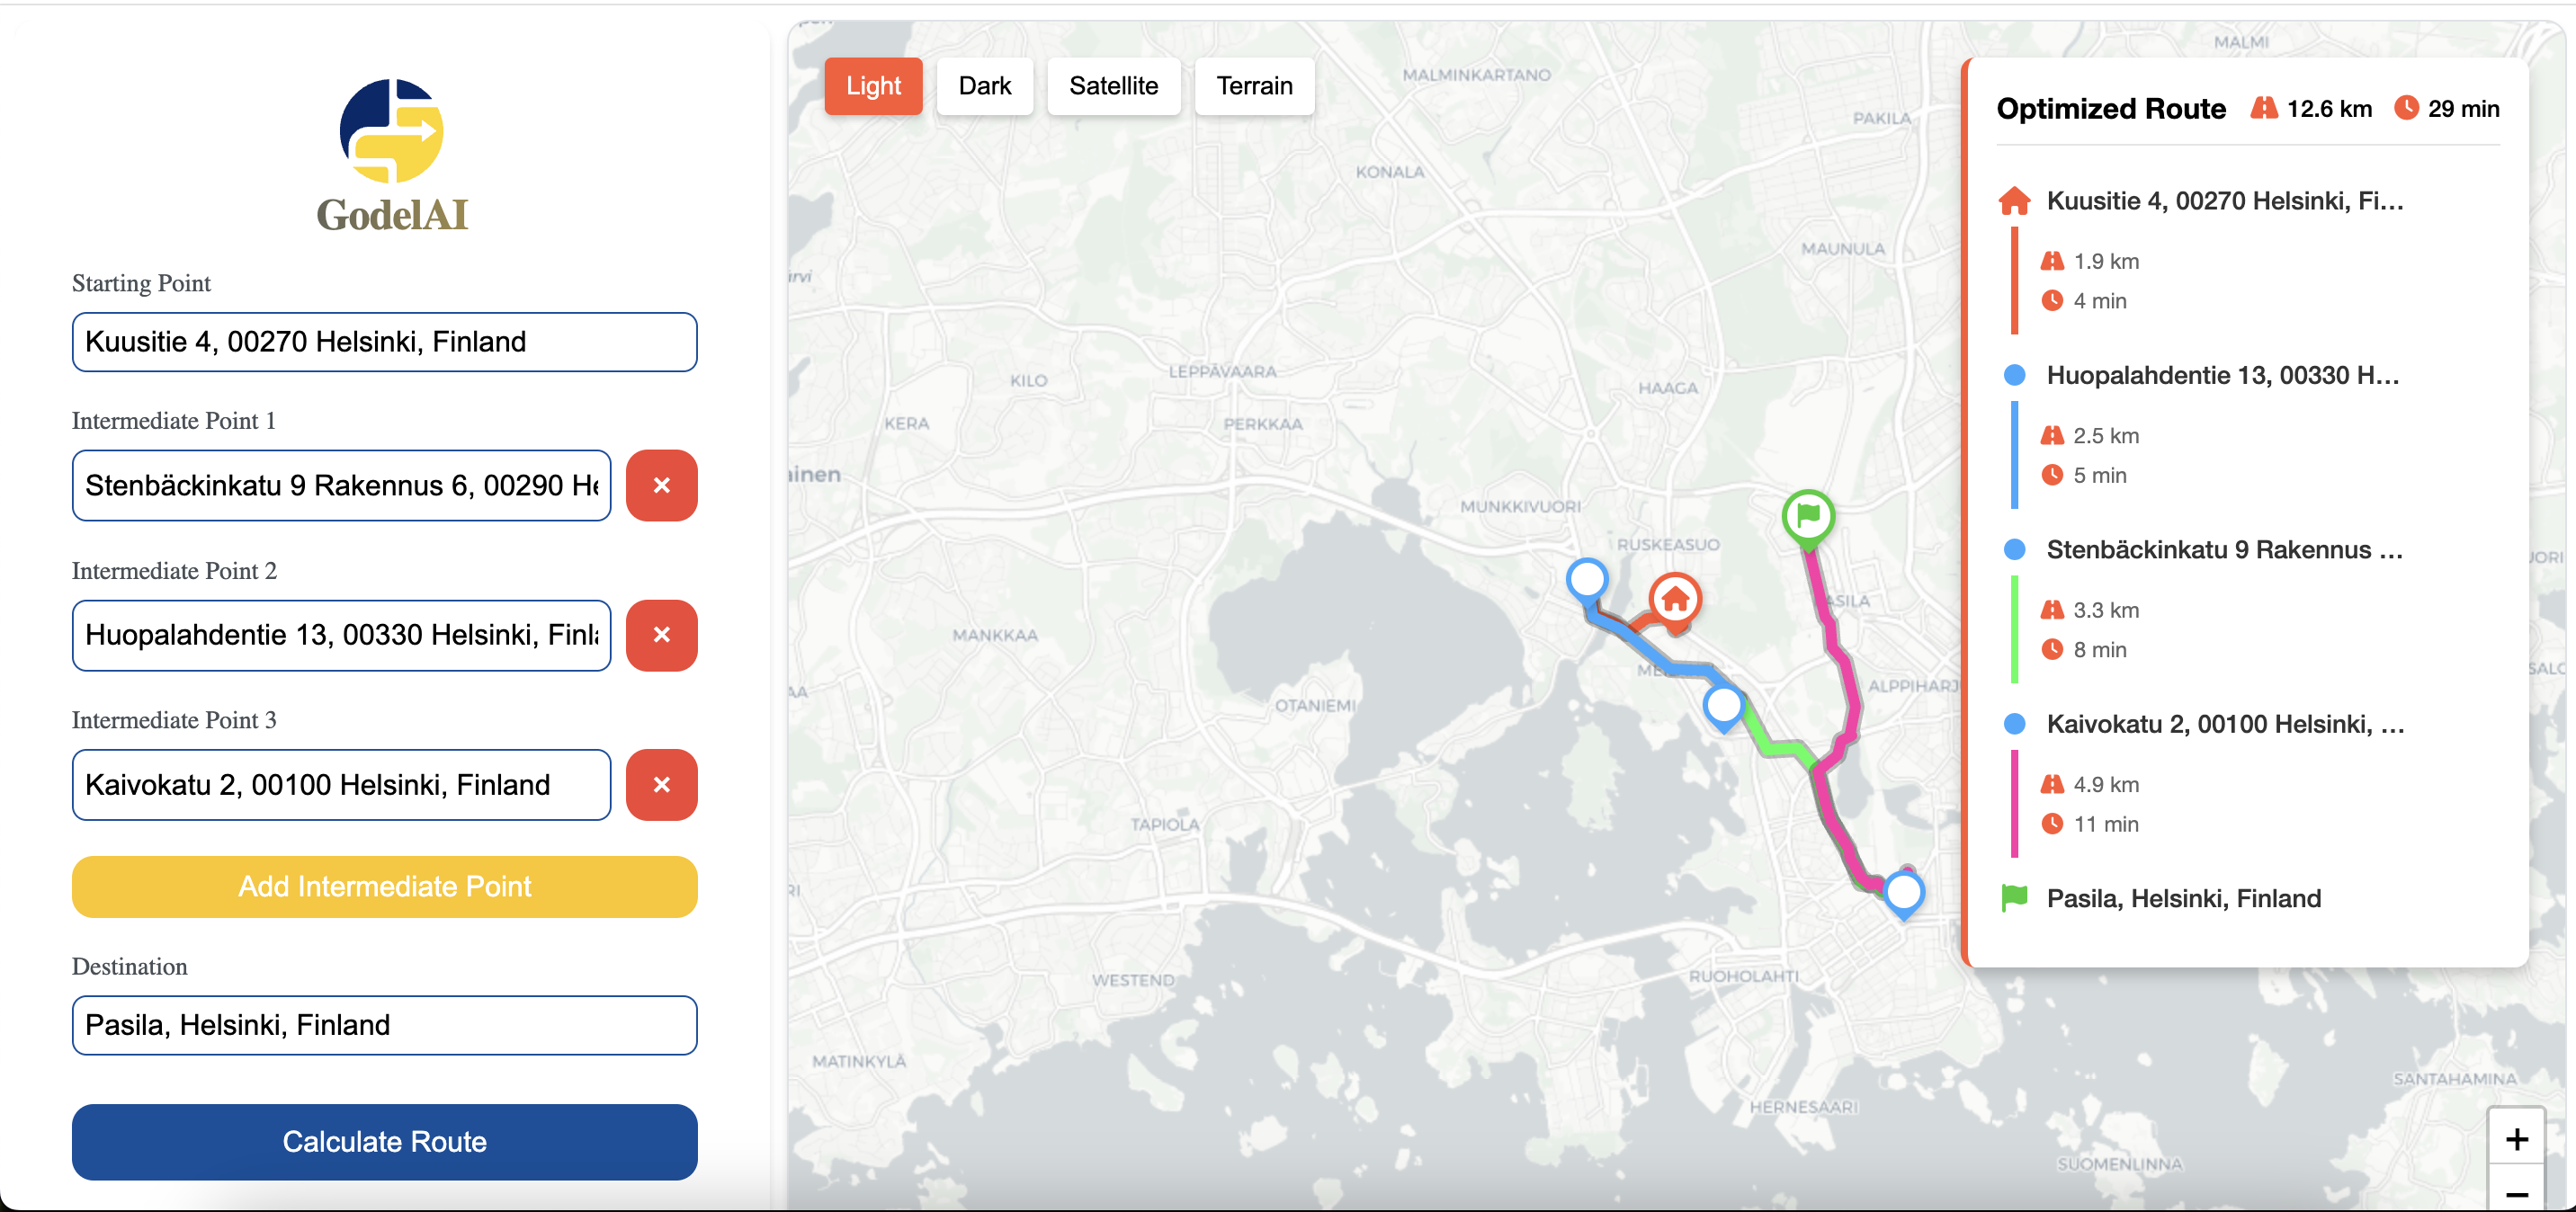 GodelAI
Starting Point
Kuusitie 4, 00270 Helsinki, Finland
Intermediate Point 1
Stenbäckinkatu 9 Rakennus 6, 00290 He
Intermediate Point 2
Huopalahdentie 13, 00330 Helsinki, Finla
Intermediate Point 3
Kaivokatu 2, 00100 Helsinki, Finland
Add Intermediate Point
Destination
Pasila, Helsinki, Finland
Calculate Route
Light
Dark
Satellite
Terrain
MALMI
MALMINKARTANO
PAKILA
KONALA
MAUNULA
KILO
LEPPÄVAARA
HAAGA
KERA
PERKKAA
MUNKKIVUORI
RUSKEASUO
MANKKAA
OTANIEMI
TAPIOLA
WESTEND
RUOHOLAHTI
MATINKYLÄ
HERNESAARI
SANTAHAMINA
SUOMENLINNA
Optimized Route 12.6 km 29 min
Kuusitie 4, 00270 Helsinki, Fi...
1.9 km
4 min
Huopalahdentie 13, 00330 H...
2.5 km
5 min
Stenbäckinkatu 9 Rakennus ...
3.3 km
8 min
Kaivokatu 2, 00100 Helsinki, ...
4.9 km
11 min
Pasila, Helsinki, Finland
+
−